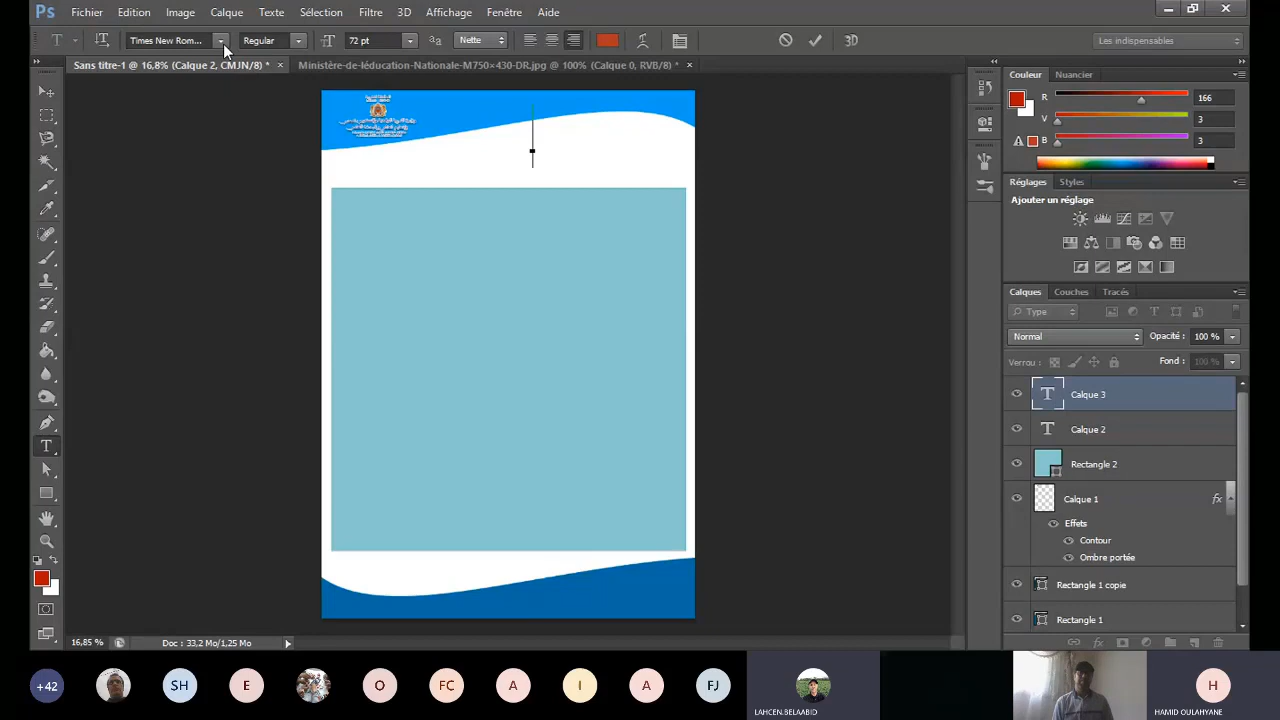 Ps Fichier Edition Image Calque Texte Sélection Filtre 3D Affichage Fenêtre Aide
T Times New Rom... Regular 72 pt Nette 3D Les indispensables
Sans titre-1 @ 16,8% (Calque 2, CMJN/8) * × Ministère-de-léducation-Nationale-M750×430-DR.jpg @ 100% (Calque 0, RVB/8) * ×
Couleur Nuancier
R 166
V 3
B 3
Réglages Styles
Ajouter un réglage
Calques Couches Tracés
Type
Normal Opacité : 100 %
Verrou : Fond : 100 %
T Calque 3
T Calque 2
Rectangle 2
Calque 1 fx
Effets
Contour
Ombre portée
Rectangle 1 copie
Rectangle 1
16,85 % Doc : 33,2 Mo/1,25 Mo
+42 SH E O FC A I A FJ H
LAHCEN.BELAABID HAMID OULAHYANE